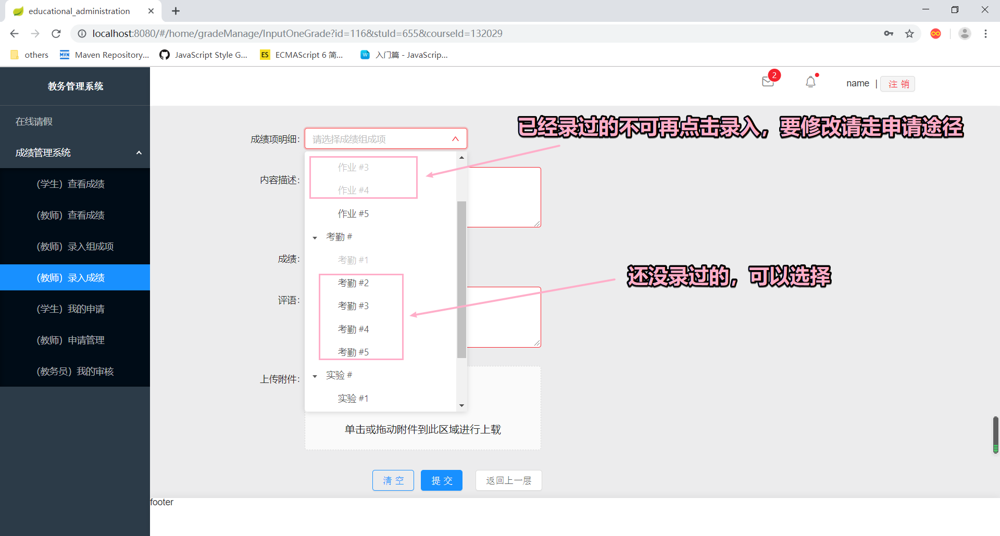 educational_administration
localhost:8080/#/home/gradeManage/InputOneGrade?id=116&stuId=655&courseId=132029
others
Maven Repository...
JavaScript Style G...
ES
ECMAScript 6 简...
W
入门篇 - JavaScrip...
教务管理系统
2
name | 注 销
在线请假
成绩管理系统
(学生) 查看成绩
(教师) 查看成绩
(教师) 录入组成项
(教师) 录入成绩
(学生) 我的申请
(教师) 申请管理
(教务员) 我的审核
已经录过的不可再点击录入，要修改请走申请途径
成绩项明细:
请选择成绩组成项
作业 #3
内容描述:
作业 #4
作业 #5
考勤 #
成绩:
考勤 #1
还没录过的，可以选择
考勤 #2
评语:
考勤 #3
考勤 #4
考勤 #5
上传附件:
实验 #
实验 #1
单击或拖动附件到此区域进行上载
清 空
提 交
返回上一层
footer